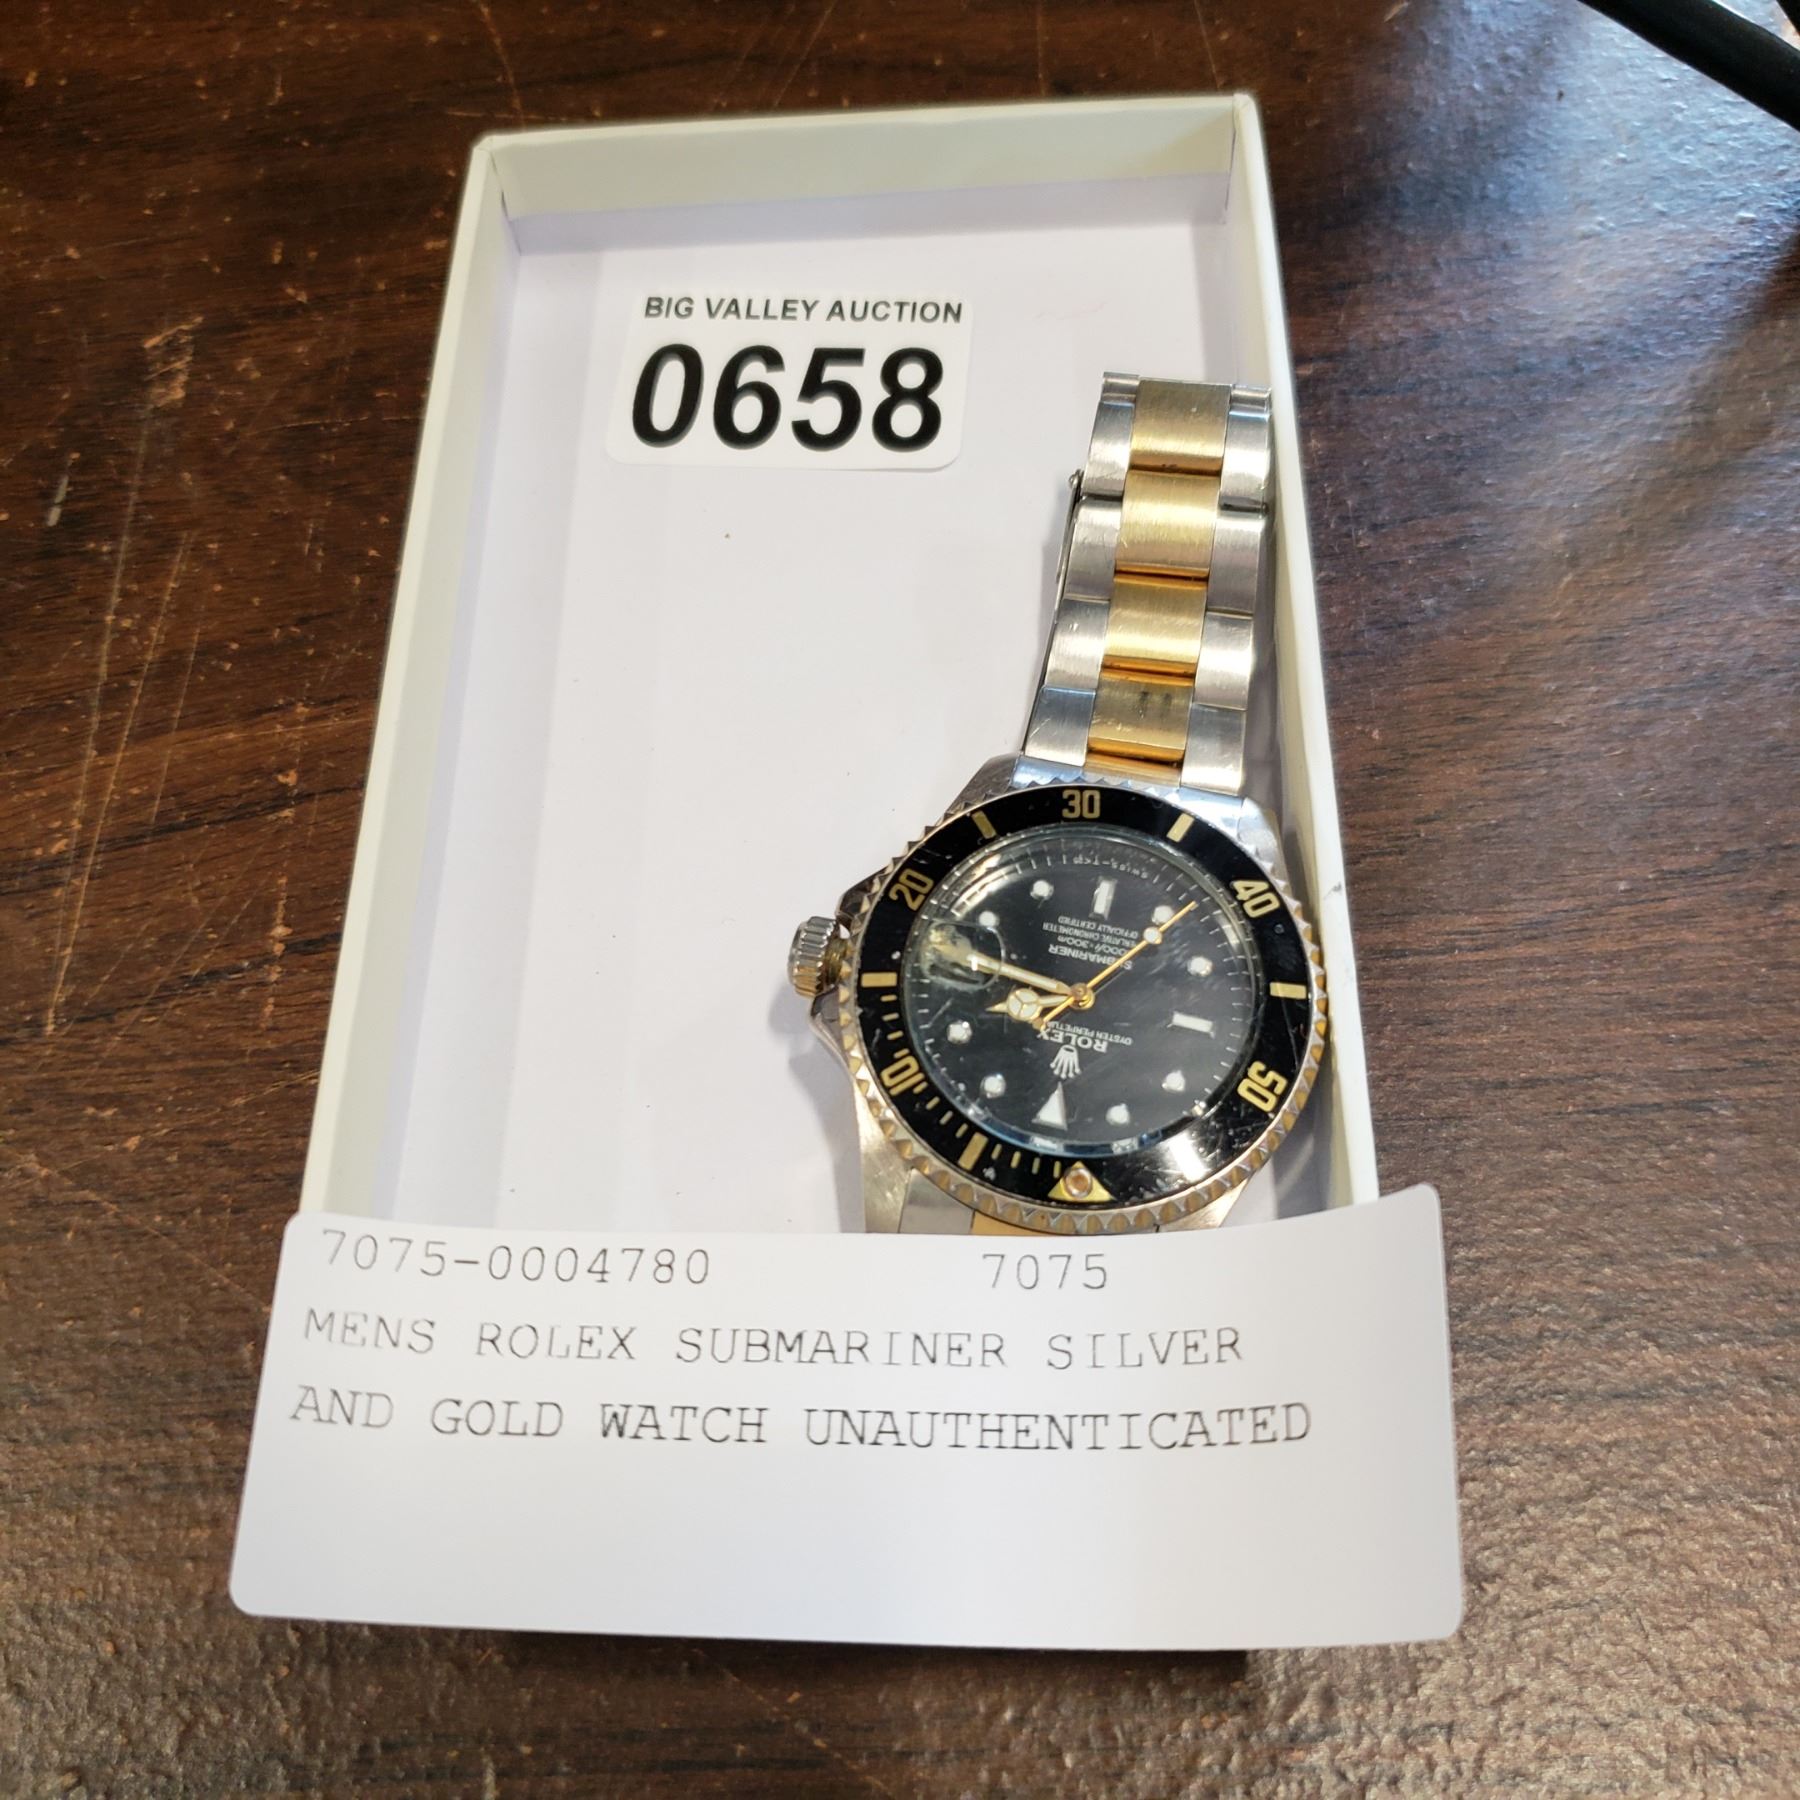 BIG VALLEY AUCTION
0658
30
20
40
10
50
ROLEX
OYSTER PERPETUAL
SUBMARINER
OFFICIALLY CERTIFIED
7075-0004780 7075
MENS ROLEX SUBMARINER SILVER
AND GOLD WATCH UNAUTHENTICATED